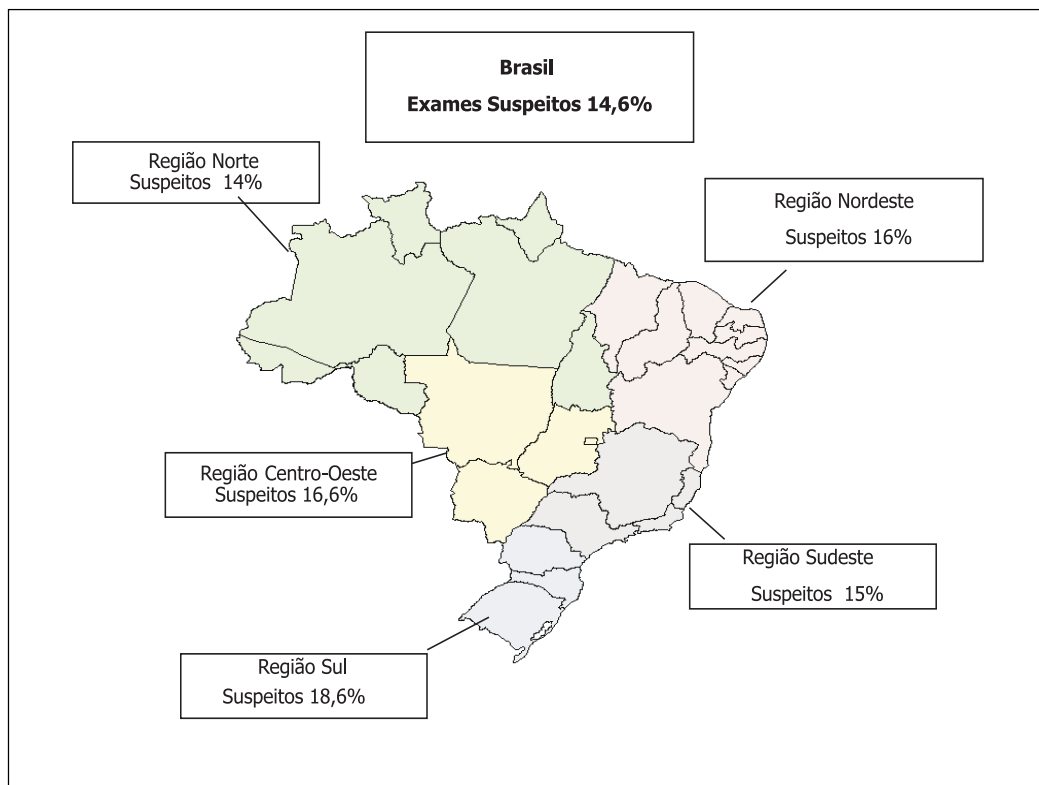 Brasil
Exames Suspeitos 14,6%
Região Norte
Suspeitos 14%
Região Nordeste
Suspeitos 16%
Região Centro-Oeste
Suspeitos 16,6%
Região Sudeste
Suspeitos 15%
Região Sul
Suspeitos 18,6%